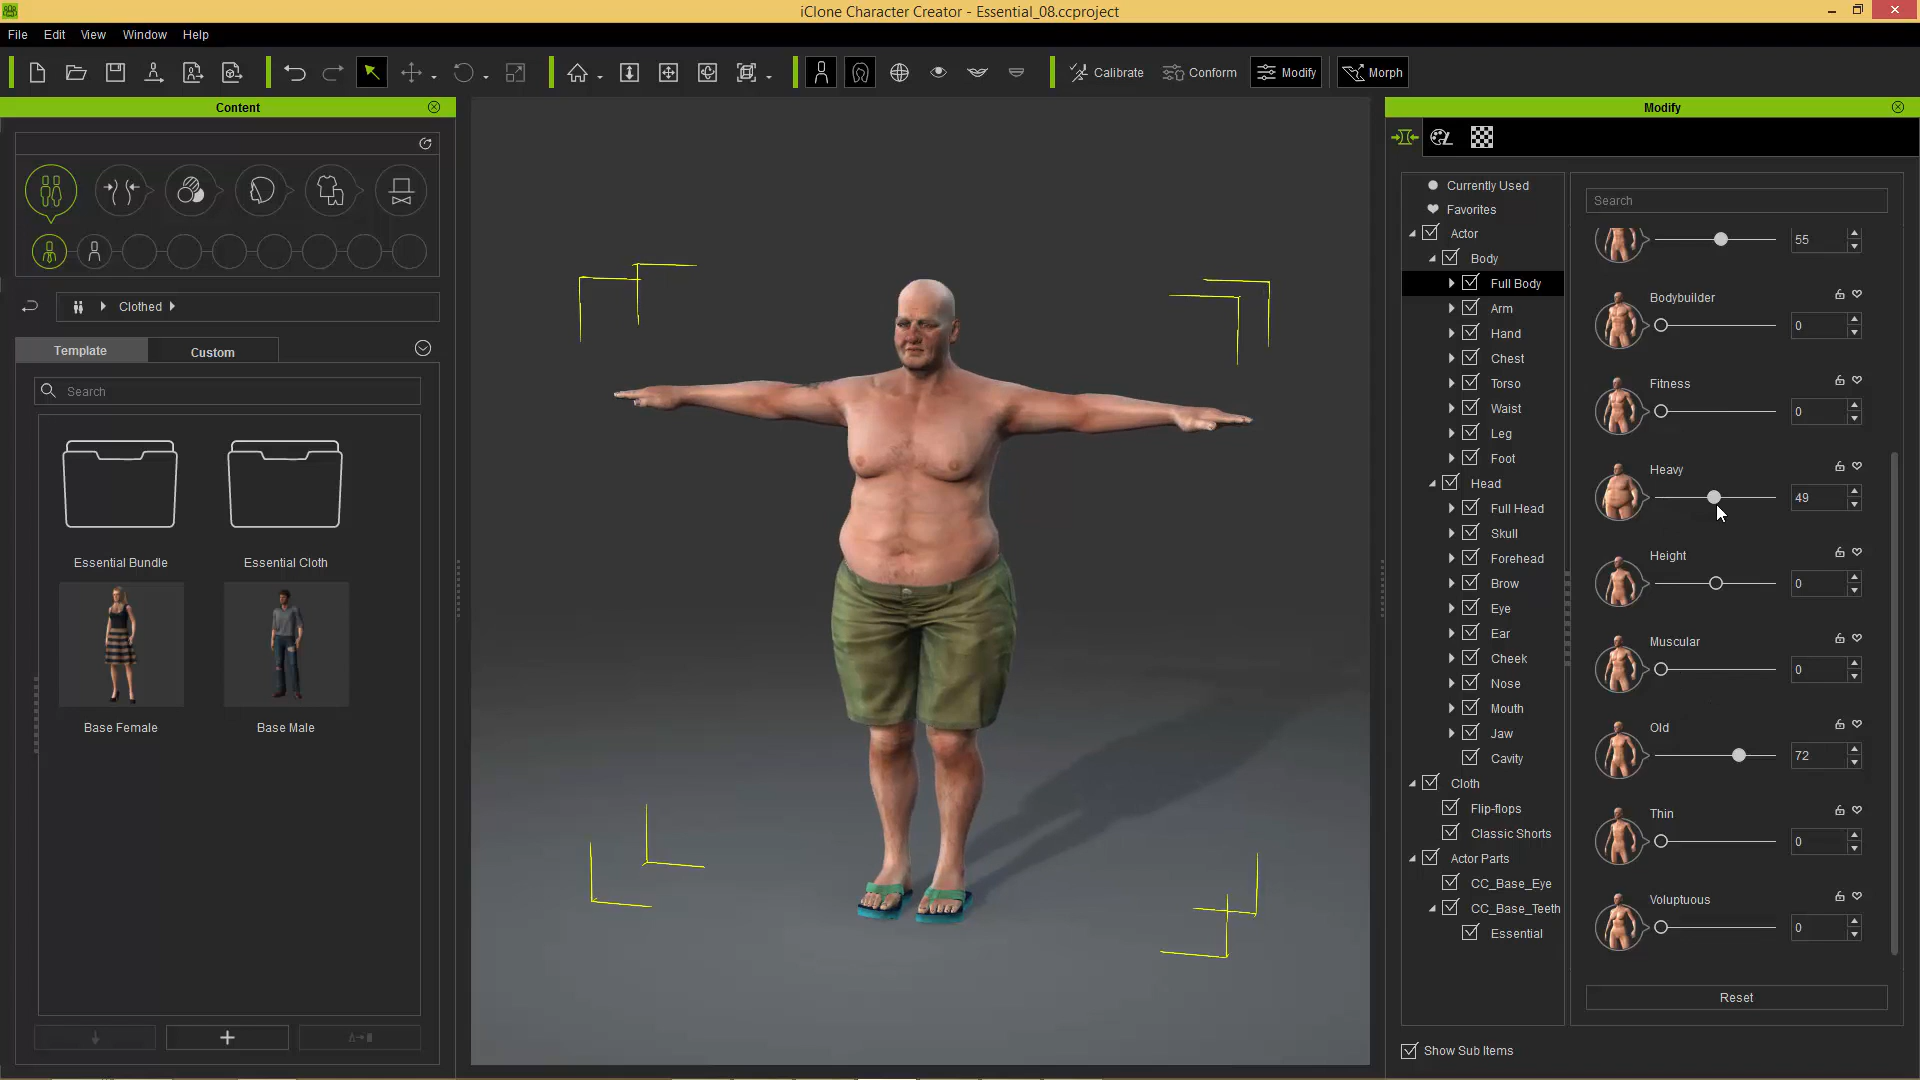 iClone Character Creator - Essential_08.ccproject
File Edit View Window Help
Calibrate Conform Modify Morph
Content
Clothed
Template Custom
Search
Essential Bundle Essential Cloth
Base Female Base Male
Modify
Currently Used
Favorites
Actor
Body
Full Body
Arm
Hand
Chest
Torso
Waist
Leg
Foot
Head
Full Head
Skull
Forehead
Brow
Eye
Ear
Cheek
Nose
Mouth
Jaw
Cavity
Cloth
Flip-flops
Classic Shorts
Actor Parts
CC_Base_Eye
CC_Base_Teeth
Essential
Show Sub Items
Search
55
Bodybuilder
0
Fitness
0
Heavy
49
Height
0
Muscular
0
Old
72
Thin
0
Voluptuous
0
Reset